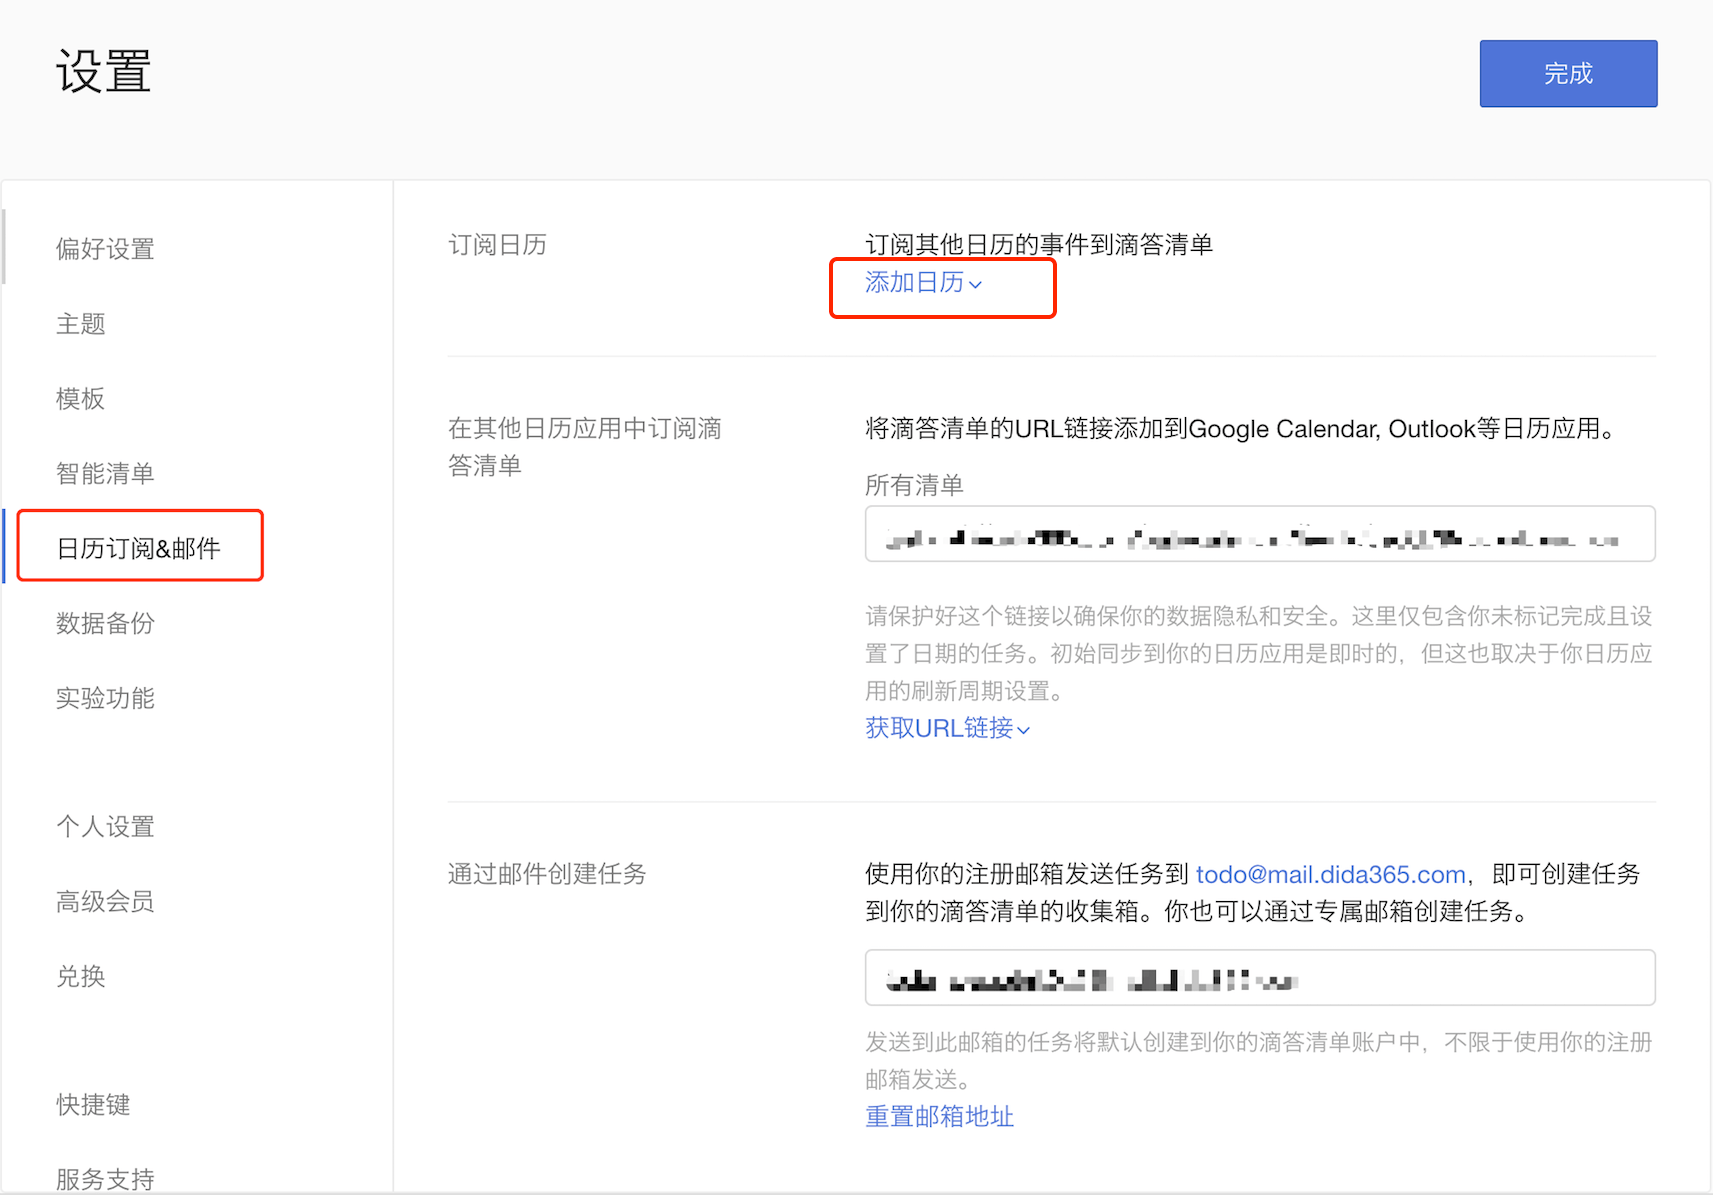 设置
完成
偏好设置
主题
模板
智能清单
日历订阅&邮件
数据备份
实验功能
个人设置
高级会员
兑换
快捷键
服务支持
订阅日历
订阅其他日历的事件到滴答清单
添加日历
在其他日历应用中订阅滴
答清单
将滴答清单的URL链接添加到Google Calendar, Outlook等日历应用。
所有清单
请保护好这个链接以确保你的数据隐私和安全。这里仅包含你未标记完成且设
置了日期的任务。初始同步到你的日历应用是即时的，但这也取决于你日历应
用的刷新周期设置。
获取URL链接
通过邮件创建任务
使用你的注册邮箱发送任务到 todo@mail.dida365.com，即可创建任务
到你的滴答清单的收集箱。你也可以通过专属邮箱创建任务。
发送到此邮箱的任务将默认创建到你的滴答清单账户中，不限于使用你的注册
邮箱发送。
重置邮箱地址